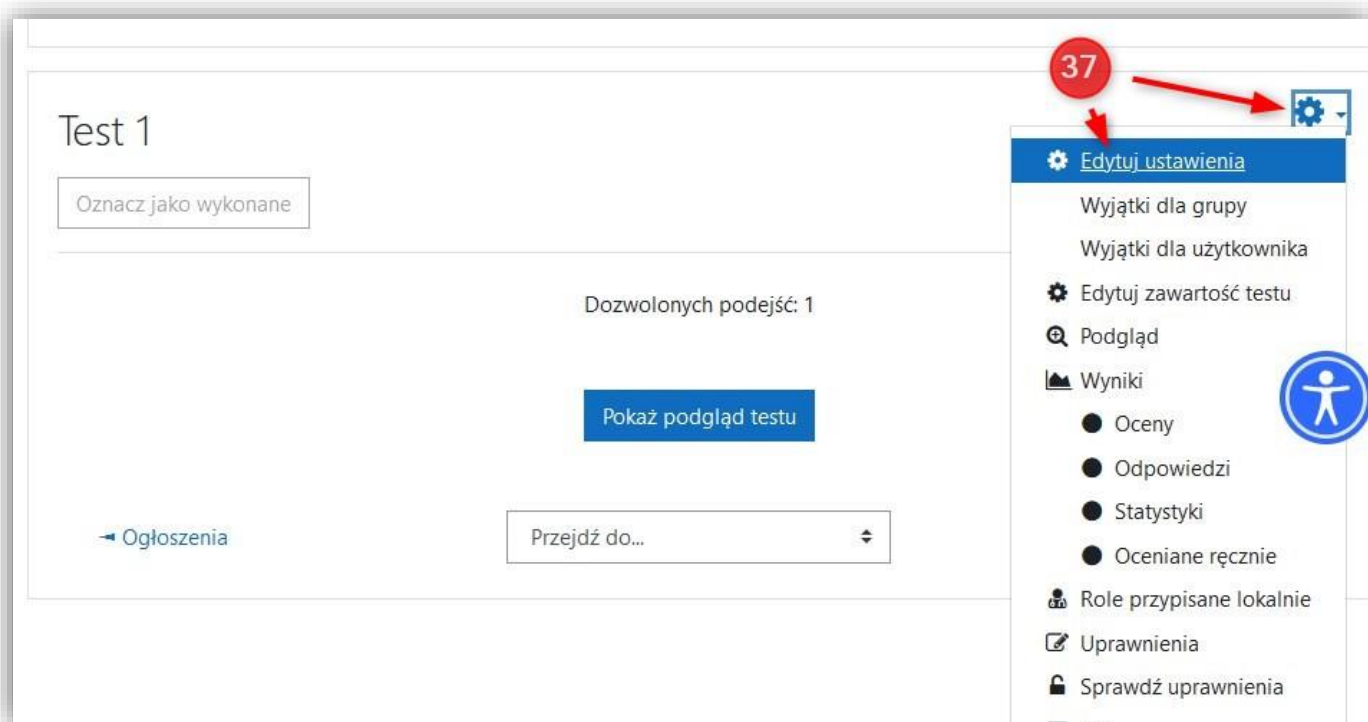 37
Test 1
Oznacz jako wykonane
Dozwolonych podejść: 1
Pokaż podgląd testu
Ogłoszenia
Przejdź do...
Edytuj ustawienia
Wyjątki dla grupy
Wyjątki dla użytkownika
Edytuj zawartość testu
Podgląd
Wyniki
Oceny
Odpowiedzi
Statystyki
Oceniane ręcznie
Role przypisane lokalnie
Uprawnienia
Sprawdź uprawnienia